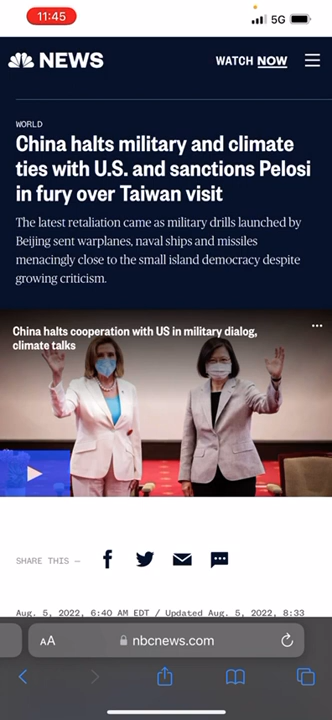 11:45
5G
NEWS
WATCH NOW
WORLD
China halts military and climate
ties with U.S. and sanctions Pelosi
in fury over Taiwan visit
The latest retaliation came as military drills launched by
Beijing sent warplanes, naval ships and missiles
menacingly close to the small island democracy despite
growing criticism.
China halts cooperation with US in military dialog,
climate talks
SHARE THIS —
Aug. 5, 2022, 6:40 AM EDT / Updated Aug. 5, 2022, 8:33
AA
nbcnews.com